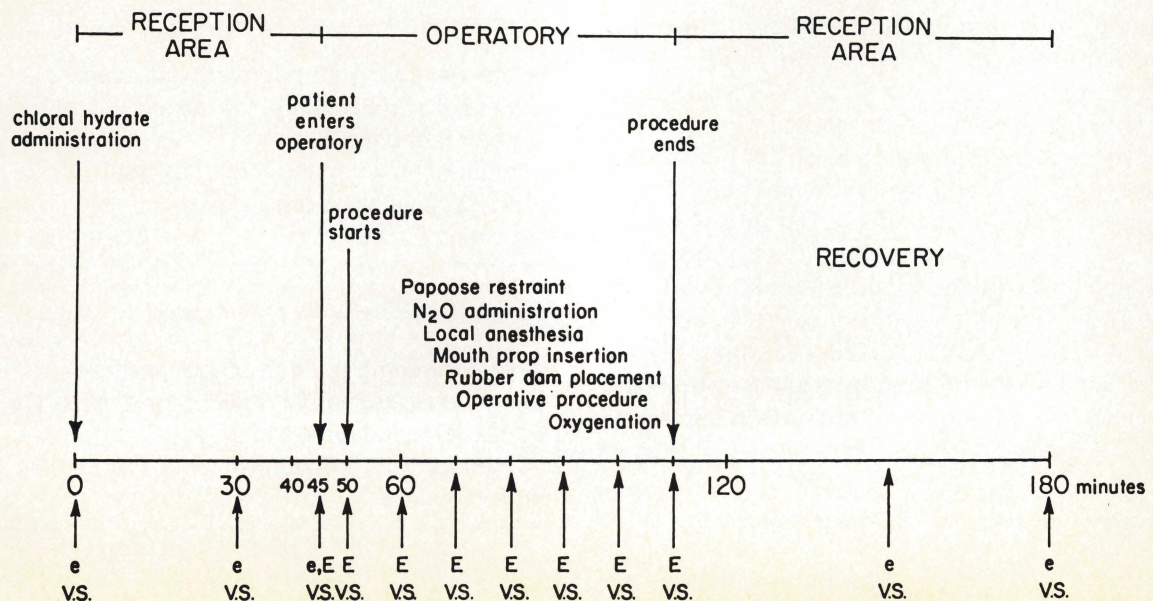 RECEPTION AREA
OPERATORY
RECEPTION AREA
chloral hydrate
administration
patient
enters
operatory
procedure
ends
procedure
starts
RECOVERY
Papoose restraint
N₂O administration
Local anesthesia
Mouth prop insertion
Rubber dam placement
Operative procedure
Oxygenation
0 30 40 45 50 60 120 180 minutes
e e e,E E E E E E E E e e
V.S. V.S. V.S. V.S. V.S. V.S. V.S. V.S. V.S. V.S. V.S. V.S.